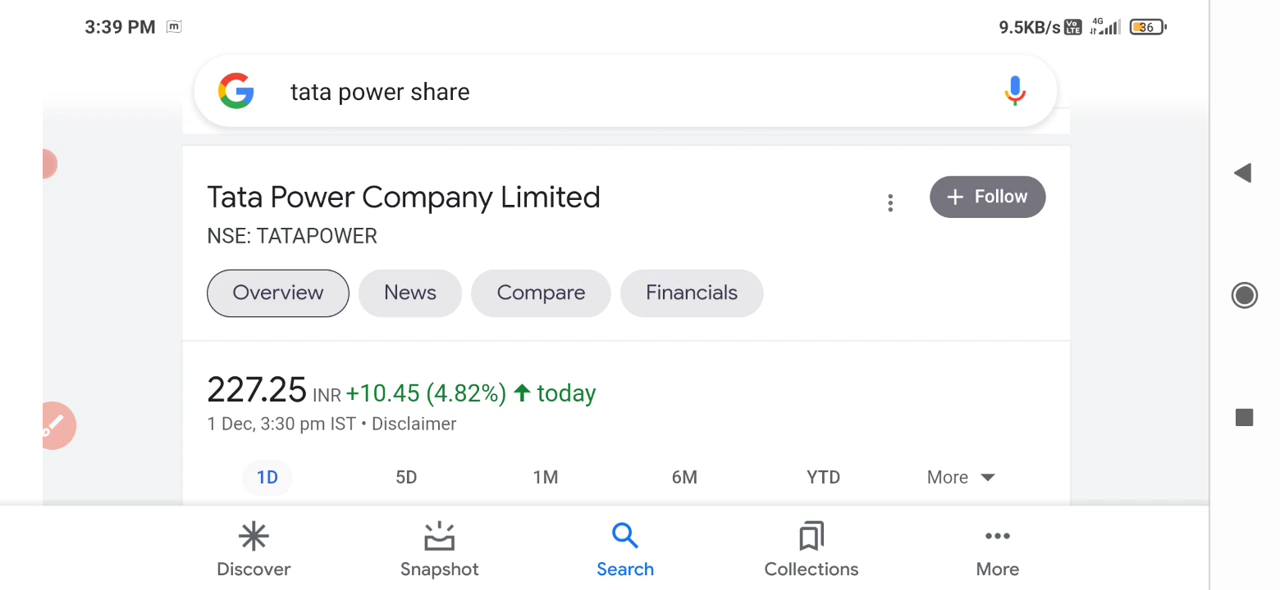 3:39 PM m 9.5KB/s Vo LTE 4G 36
tata power share
Tata Power Company Limited
+ Follow
NSE: TATAPOWER
Overview News Compare Financials
227.25 INR +10.45 (4.82%) ↑ today
1 Dec, 3:30 pm IST • Disclaimer
1D 5D 1M 6M YTD More
Discover Snapshot Search Collections More